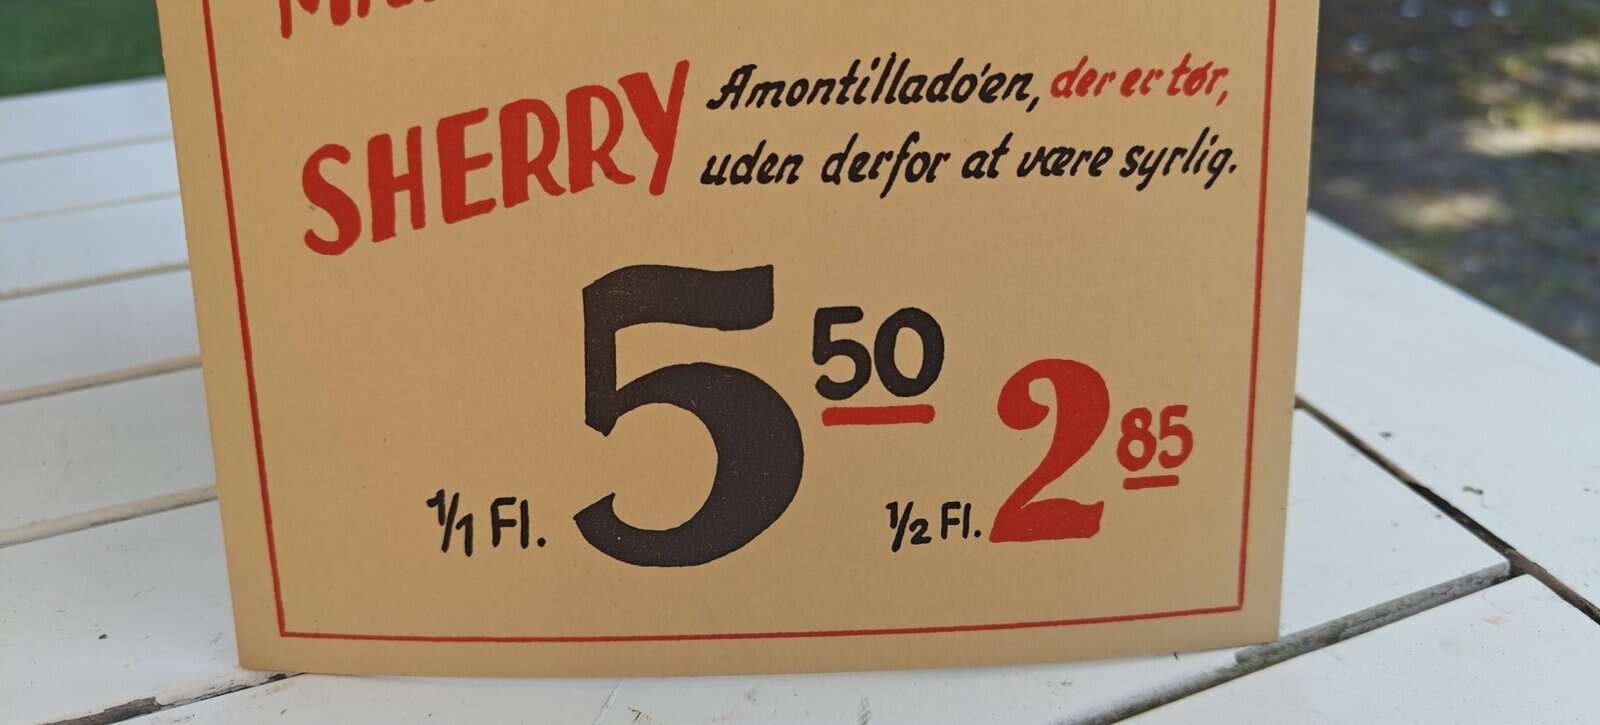 SHERRY
Amontillado'en, der er tør,
uden derfor at være syrlig.
1/1 Fl. 5 50
1/2 Fl. 2 85